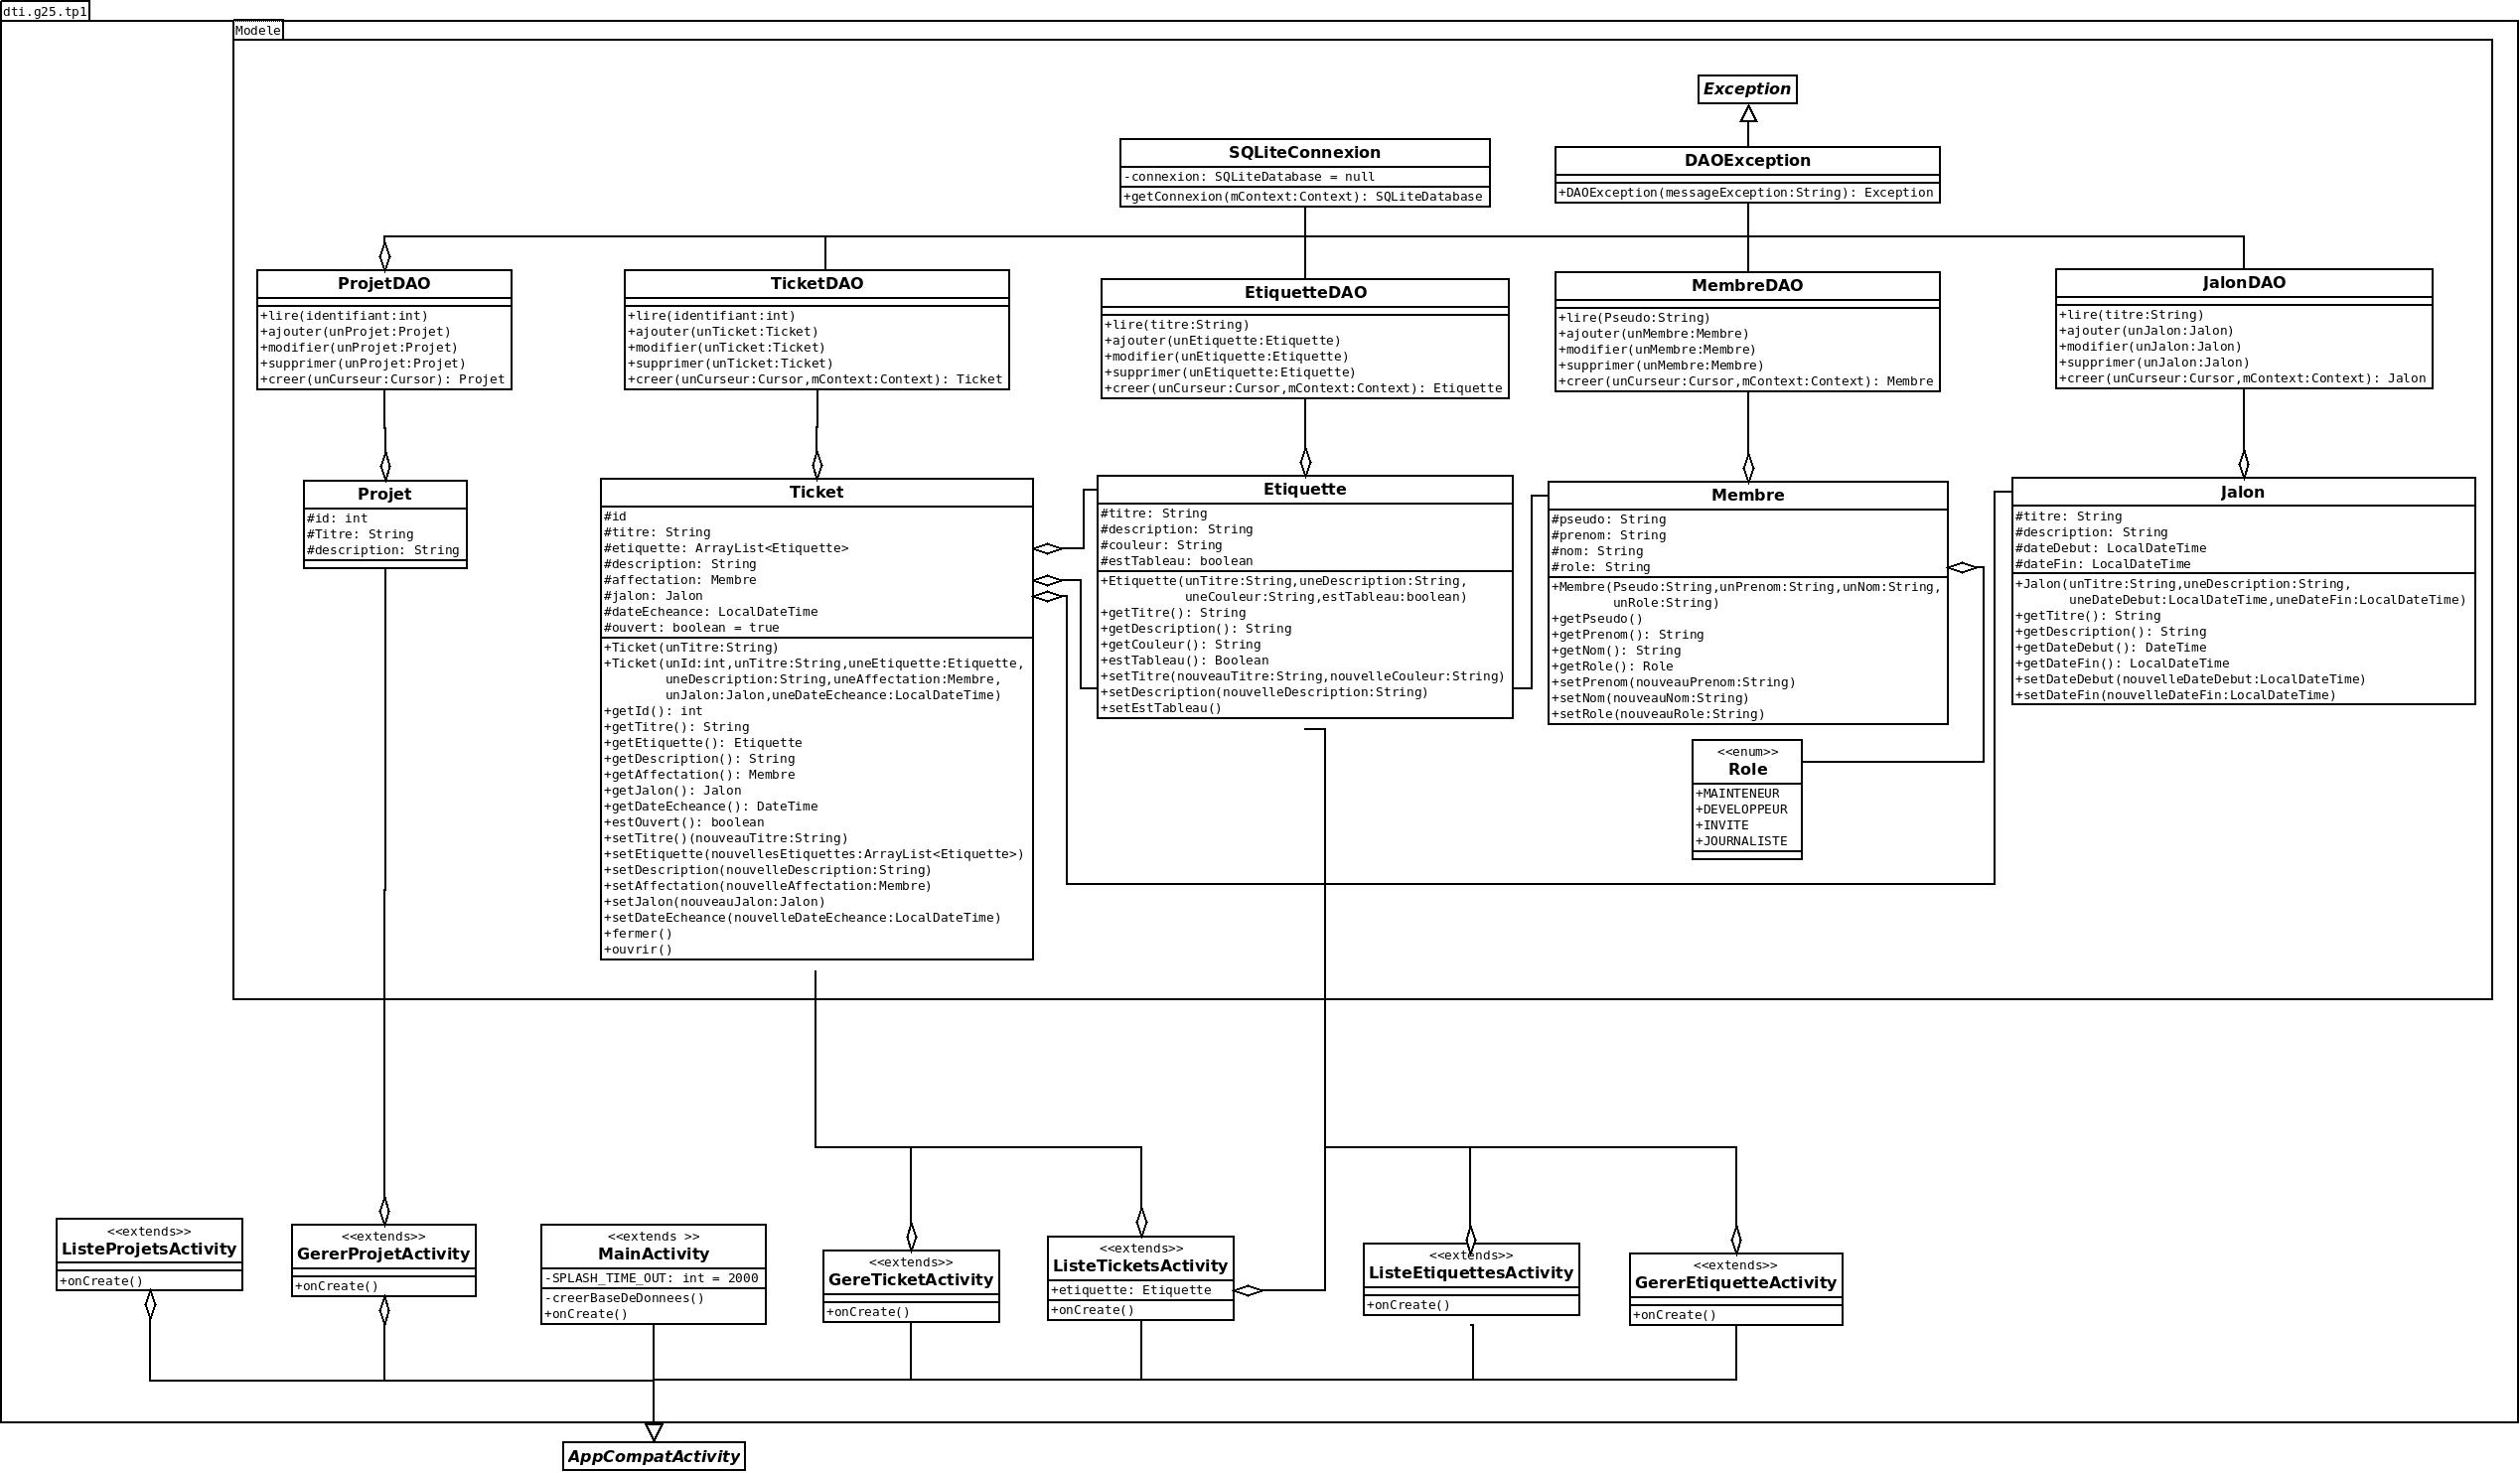 dti.g25.tp1
Modele
Exception
SQLiteConnexion
-connexion: SQLiteDatabase = null
+getConnexion(mContext:Context): SQLiteDatabase
DAOException
+DAOException(messageException:String): Exception
ProjetDAO
+lire(identifiant:int)
+ajouter(unProjet:Projet)
+modifier(unProjet:Projet)
+supprimer(unProjet:Projet)
+creer(unCurseur:Cursor): Projet
TicketDAO
+lire(identifiant:int)
+ajouter(unTicket:Ticket)
+modifier(unTicket:Ticket)
+supprimer(unTicket:Ticket)
+creer(unCurseur:Cursor,mContext:Context): Ticket
EtiquetteDAO
+lire(titre:String)
+ajouter(unEtiquette:Etiquette)
+modifier(unEtiquette:Etiquette)
+supprimer(unEtiquette:Etiquette)
+creer(unCurseur:Cursor,mContext:Context): Etiquette
MembreDAO
+lire(Pseudo:String)
+ajouter(unMembre:Membre)
+modifier(unMembre:Membre)
+supprimer(unMembre:Membre)
+creer(unCurseur:Cursor,mContext:Context): Membre
JalonDAO
+lire(titre:String)
+ajouter(unJalon:Jalon)
+modifier(unJalon:Jalon)
+supprimer(unJalon:Jalon)
+creer(unCurseur:Cursor,mContext:Context): Jalon
Projet
#id: int
#Titre: String
#description: String
Ticket
#id
#titre: String
#etiquette: ArrayList<Etiquette>
#description: String
#affectation: Membre
#jalon: Jalon
#dateEcheance: LocalDateTime
#ouvert: boolean = true
+Ticket(unTitre:String)
+Ticket(unId:int,unTitre:String,uneEtiquette:Etiquette,
uneDescription:String,uneAffectation:Membre,
unJalon:Jalon,uneDateEcheance:LocalDateTime)
+getId(): int
+getTitre(): String
+getEtiquette(): Etiquette
+getDescription(): String
+getAffectation(): Membre
+getJalon(): Jalon
+getDateEcheance(): DateTime
+estOuvert(): boolean
+setTitre()(nouveauTitre:String)
+setEtiquette(nouvellesEtiquettes:ArrayList<Etiquette>)
+setDescription(nouvelleDescription:String)
+setAffectation(nouvelleAffectation:Membre)
+setJalon(nouveauJalon:Jalon)
+setDateEcheance(nouvelleDateEcheance:LocalDateTime)
+fermer()
+ouvrir()
Etiquette
#titre: String
#description: String
#couleur: String
#estTableau: boolean
+Etiquette(unTitre:String,uneDescription:String,
uneCouleur:String,estTableau:boolean)
+getTitre(): String
+getDescription(): String
+getCouleur(): String
+estTableau(): Boolean
+setTitre(nouveauTitre:String,nouvelleCouleur:String)
+setDescription(nouvelleDescription:String)
+setEstTableau()
Membre
#pseudo: String
#prenom: String
#nom: String
#role: String
+Membre(Pseudo:String,unPrenom:String,unNom:String,
unRole:String)
+getPseudo()
+getPrenom(): String
+getNom(): String
+getRole(): Role
+setPrenom(nouveauPrenom:String)
+setNom(nouveauNom:String)
+setRole(nouveauRole:String)
Jalon
#titre: String
#description: String
#dateDebut: LocalDateTime
#dateFin: LocalDateTime
+Jalon(unTitre:String,uneDescription:String,
uneDateDebut:LocalDateTime,uneDateFin:LocalDateTime)
+getTitre(): String
+getDescription(): String
+getDateDebut(): DateTime
+getDateFin(): LocalDateTime
+setDateDebut(nouvelleDateDebut:LocalDateTime)
+setDateFin(nouvelleDateFin:LocalDateTime)
<<enum>>
Role
+MAINTENEUR
+DEVELOPPEUR
+INVITE
+JOURNALISTE
<<extends>>
ListeProjetsActivity
+onCreate()
<<extends>>
GererProjetActivity
+onCreate()
<<extends >>
MainActivity
-SPLASH_TIME_OUT: int = 2000
-creerBaseDeDonnees()
+onCreate()
<<extends>>
GereTicketActivity
+onCreate()
<<extends>>
ListeTicketsActivity
+etiquette: Etiquette
+onCreate()
<<extends>>
ListeEtiquettesActivity
+onCreate()
<<extends>>
GererEtiquetteActivity
+onCreate()
AppCompatActivity